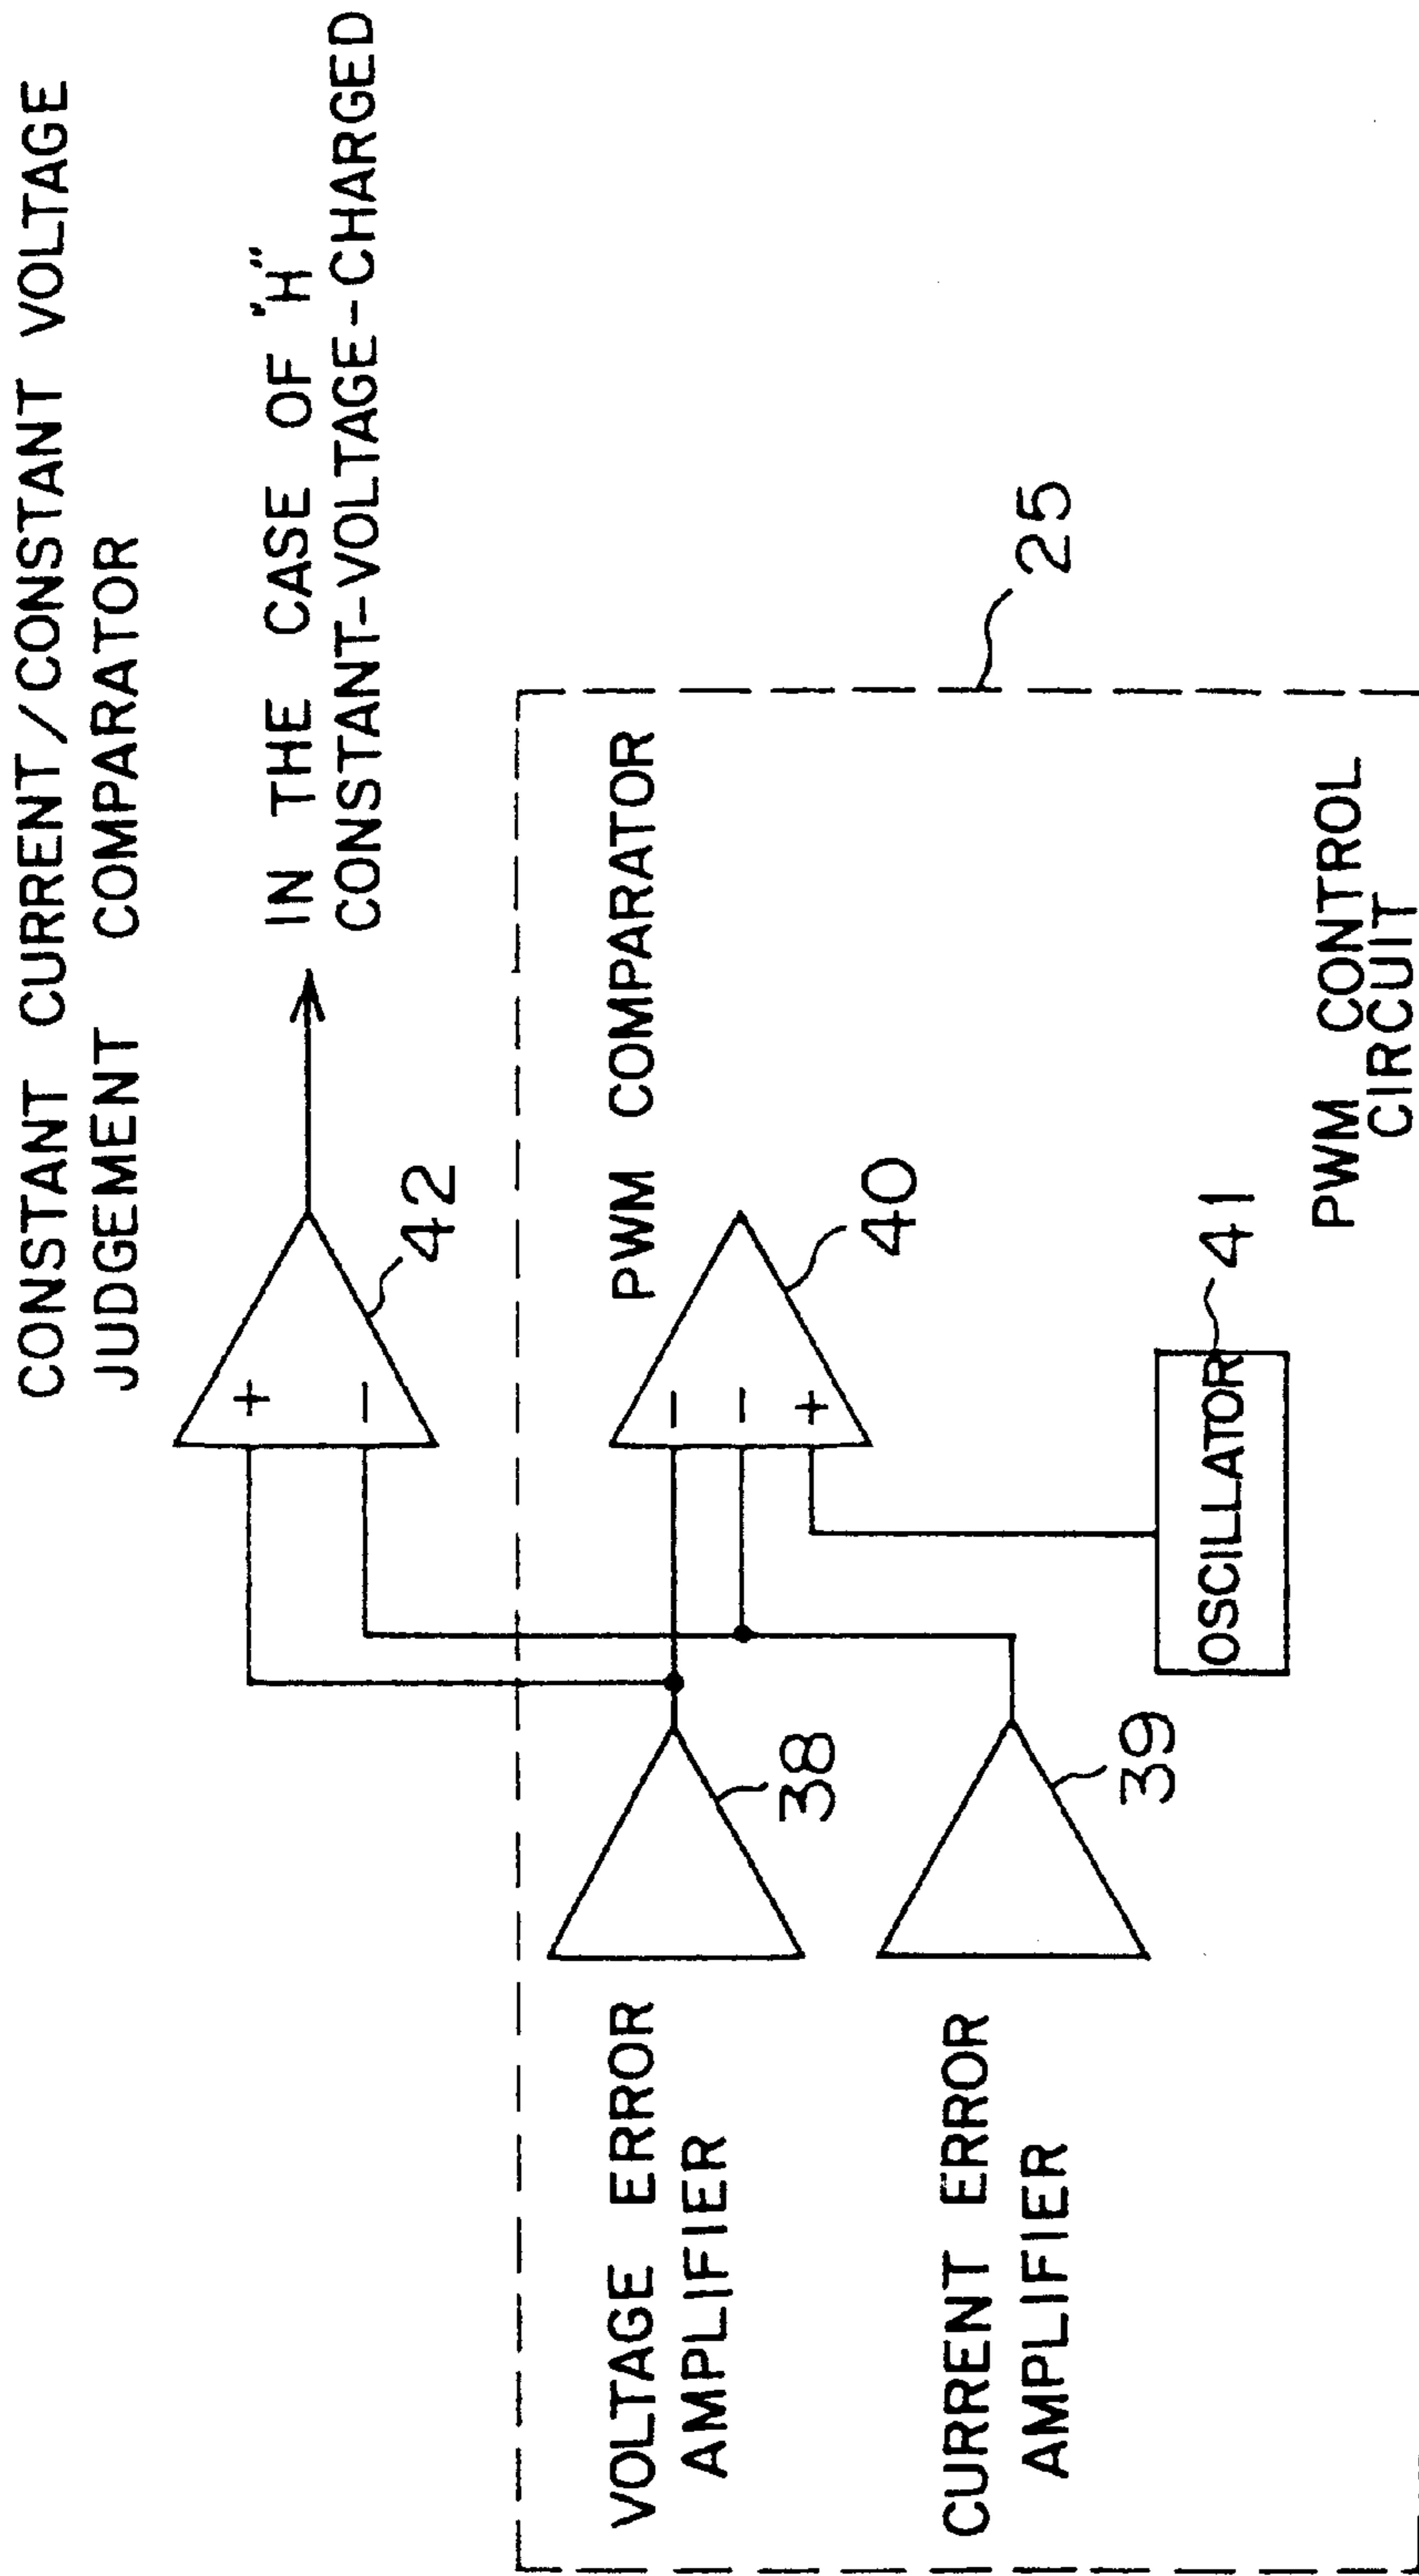 CONSTANT CURRENT/CONSTANT VOLTAGE
JUDGEMENT COMPARATOR
+
−
42
IN THE CASE OF "H"
CONSTANT-VOLTAGE-CHARGED
25
VOLTAGE ERROR
AMPLIFIER
38
PWM COMPARATOR
−
−
+
40
CURRENT ERROR
AMPLIFIER
39
OSCILLATOR
41
PWM CONTROL
CIRCUIT